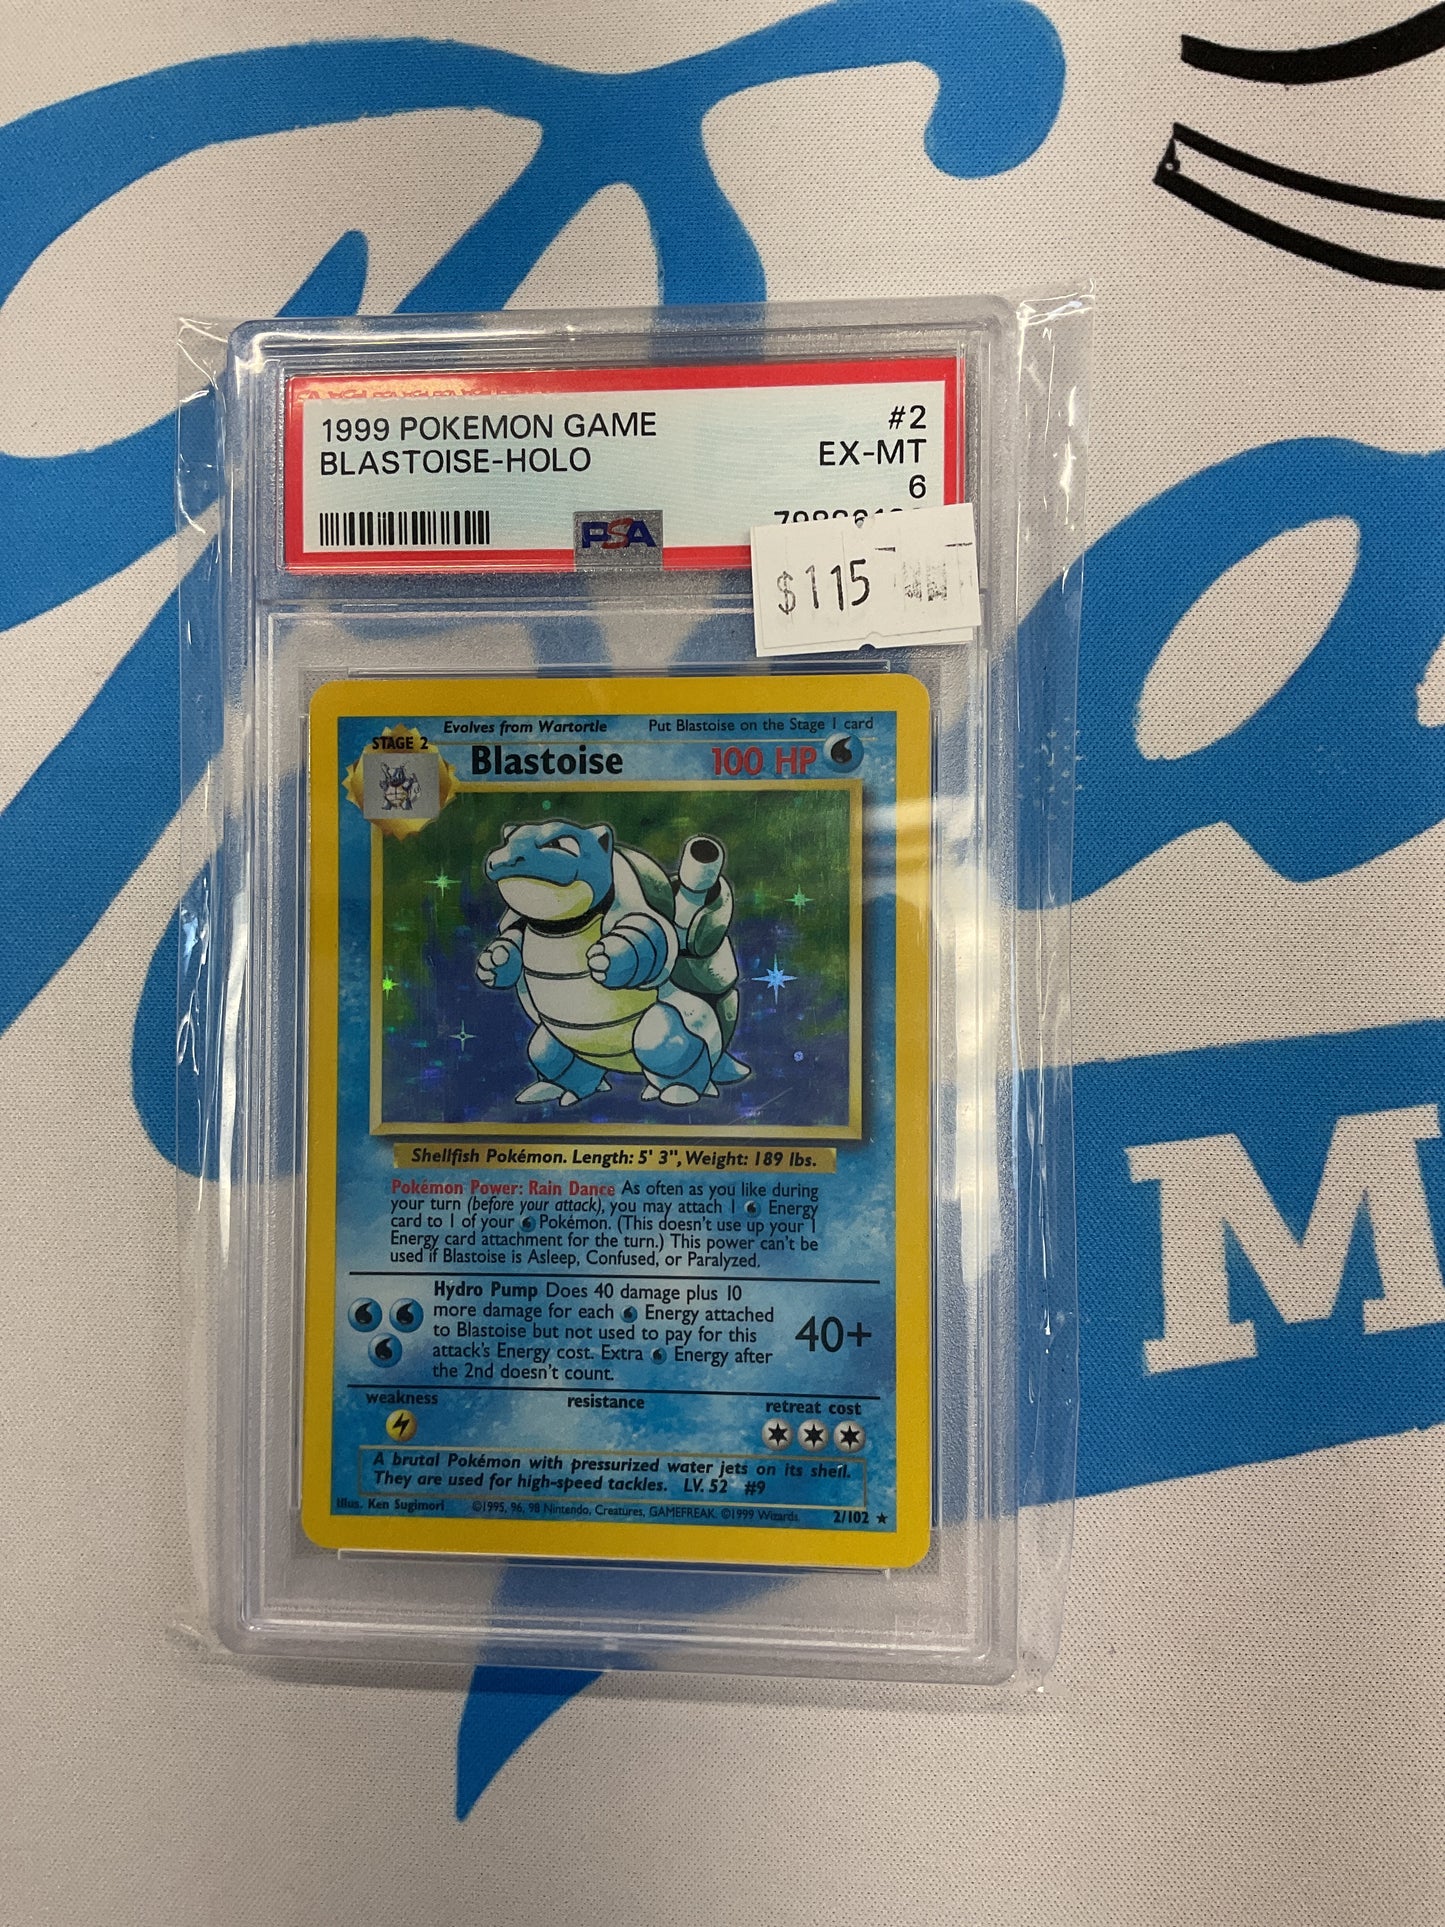 1999 POKEMON GAME #2
BLASTOISE-HOLO EX-MT
6
PSA
$115
Evolves from Wartortle Put Blastoise on the Stage 1 card
STAGE 2
Blastoise 100 HP
Shellfish Pokémon. Length: 5' 3", Weight: 189 lbs.
Pokémon Power: Rain Dance As often as you like during
your turn (before your attack), you may attach 1 Energy
card to 1 of your Pokémon. (This doesn't use up your 1
Energy card attachment for the turn.) This power can't be
used if Blastoise is Asleep, Confused, or Paralyzed.
Hydro Pump Does 40 damage plus 10
more damage for each Energy attached
to Blastoise but not used to pay for this
attack's Energy cost. Extra Energy after
the 2nd doesn't count.
40+
weakness resistance retreat cost
A brutal Pokémon with pressurized water jets on its shell.
They are used for high-speed tackles. LV. 52 #9
Illus. Ken Sugimori ©1995, 96, 98 Nintendo, Creatures, GAMEFREAK. ©1999 Wizards. 2/102 ★
M